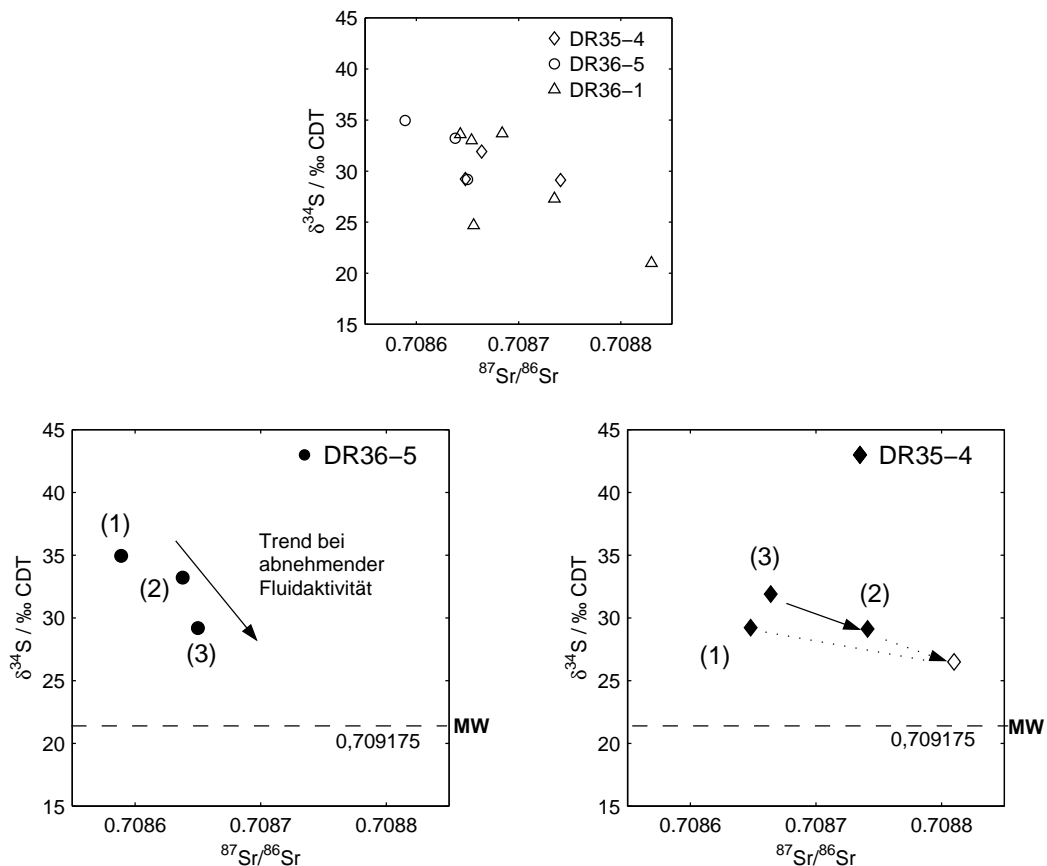 45
40
35
30
25
20
15
δ³⁴S / ‰ CDT
DR35−4
DR36−5
DR36−1
0.7086
0.7087
0.7088
⁸⁷Sr/⁸⁶Sr
45
40
35
30
25
20
15
δ³⁴S / ‰ CDT
DR36−5
(1)
(2)
(3)
Trend bei
abnehmender
Fluidaktivität
MW
0,709175
0.7086
0.7087
0.7088
⁸⁷Sr/⁸⁶Sr
45
40
35
30
25
20
15
δ³⁴S / ‰ CDT
DR35−4
(3)
(2)
(1)
MW
0,709175
0.7086
0.7087
0.7088
⁸⁷Sr/⁸⁶Sr